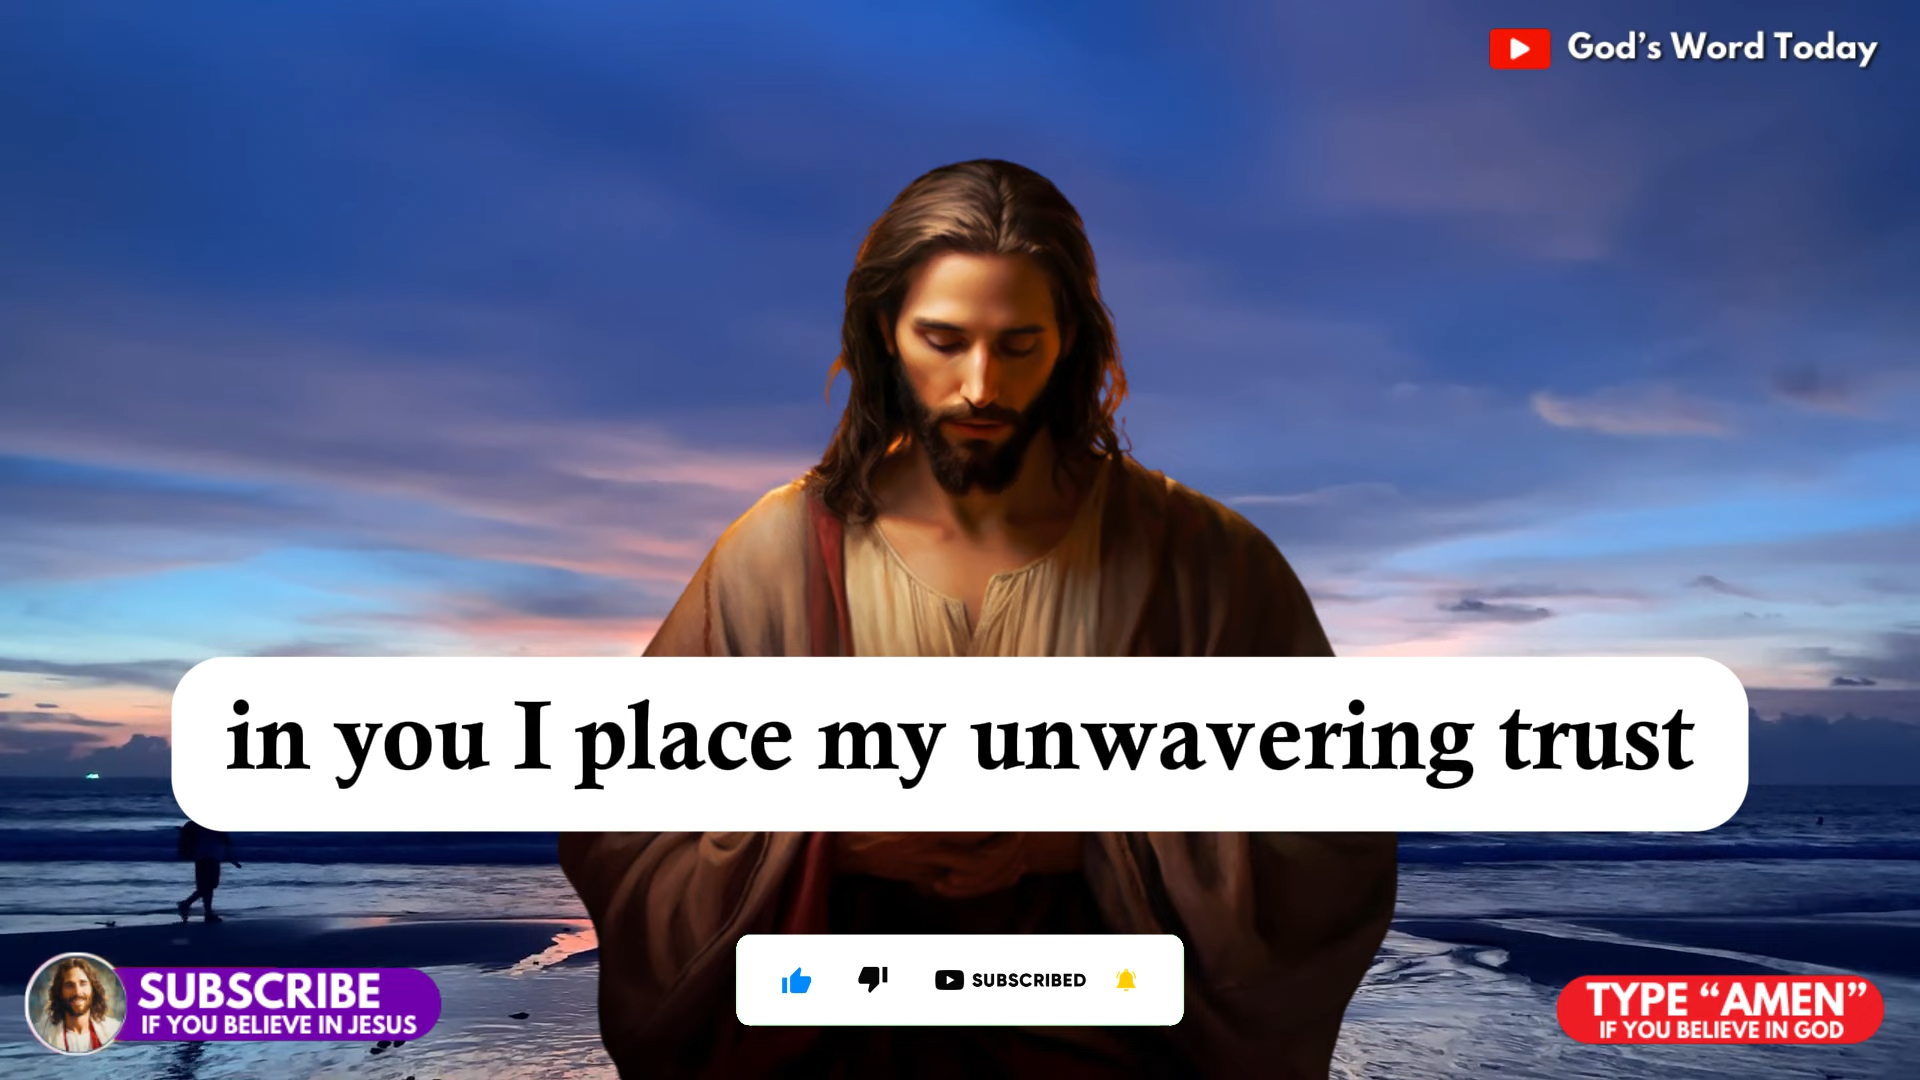 God’s Word Today
in you I place my unwavering trust
SUBSCRIBED
SUBSCRIBE
IF YOU BELIEVE IN JESUS
TYPE “AMEN”
IF YOU BELIEVE IN GOD